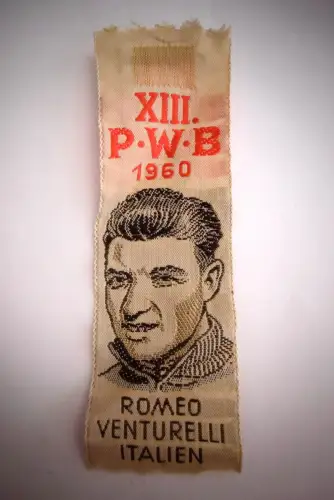 XIII.
P·W·B
1960
ROMEO
VENTURELLI
ITALIEN